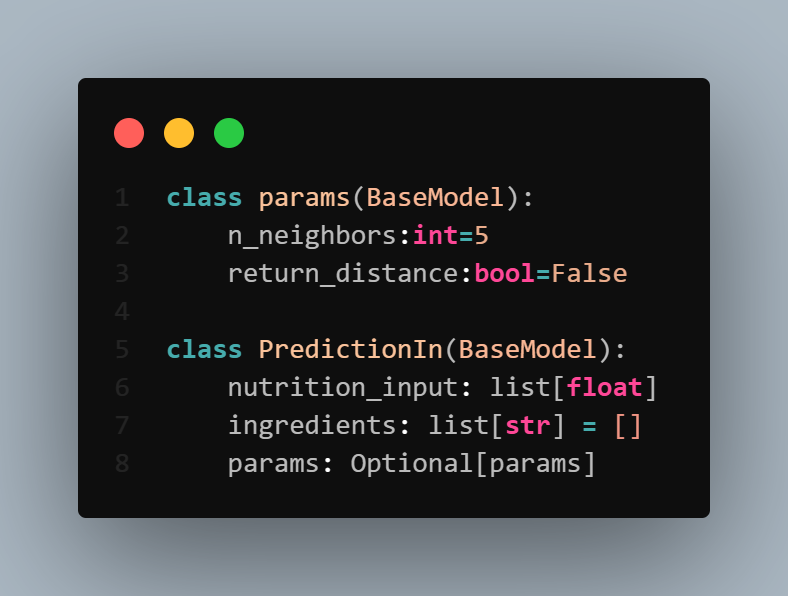 1 class params(BaseModel):
2     n_neighbors:int=5
3     return_distance:bool=False
4
5 class PredictionIn(BaseModel):
6     nutrition_input: list[float]
7     ingredients: list[str] = []
8     params: Optional[params]